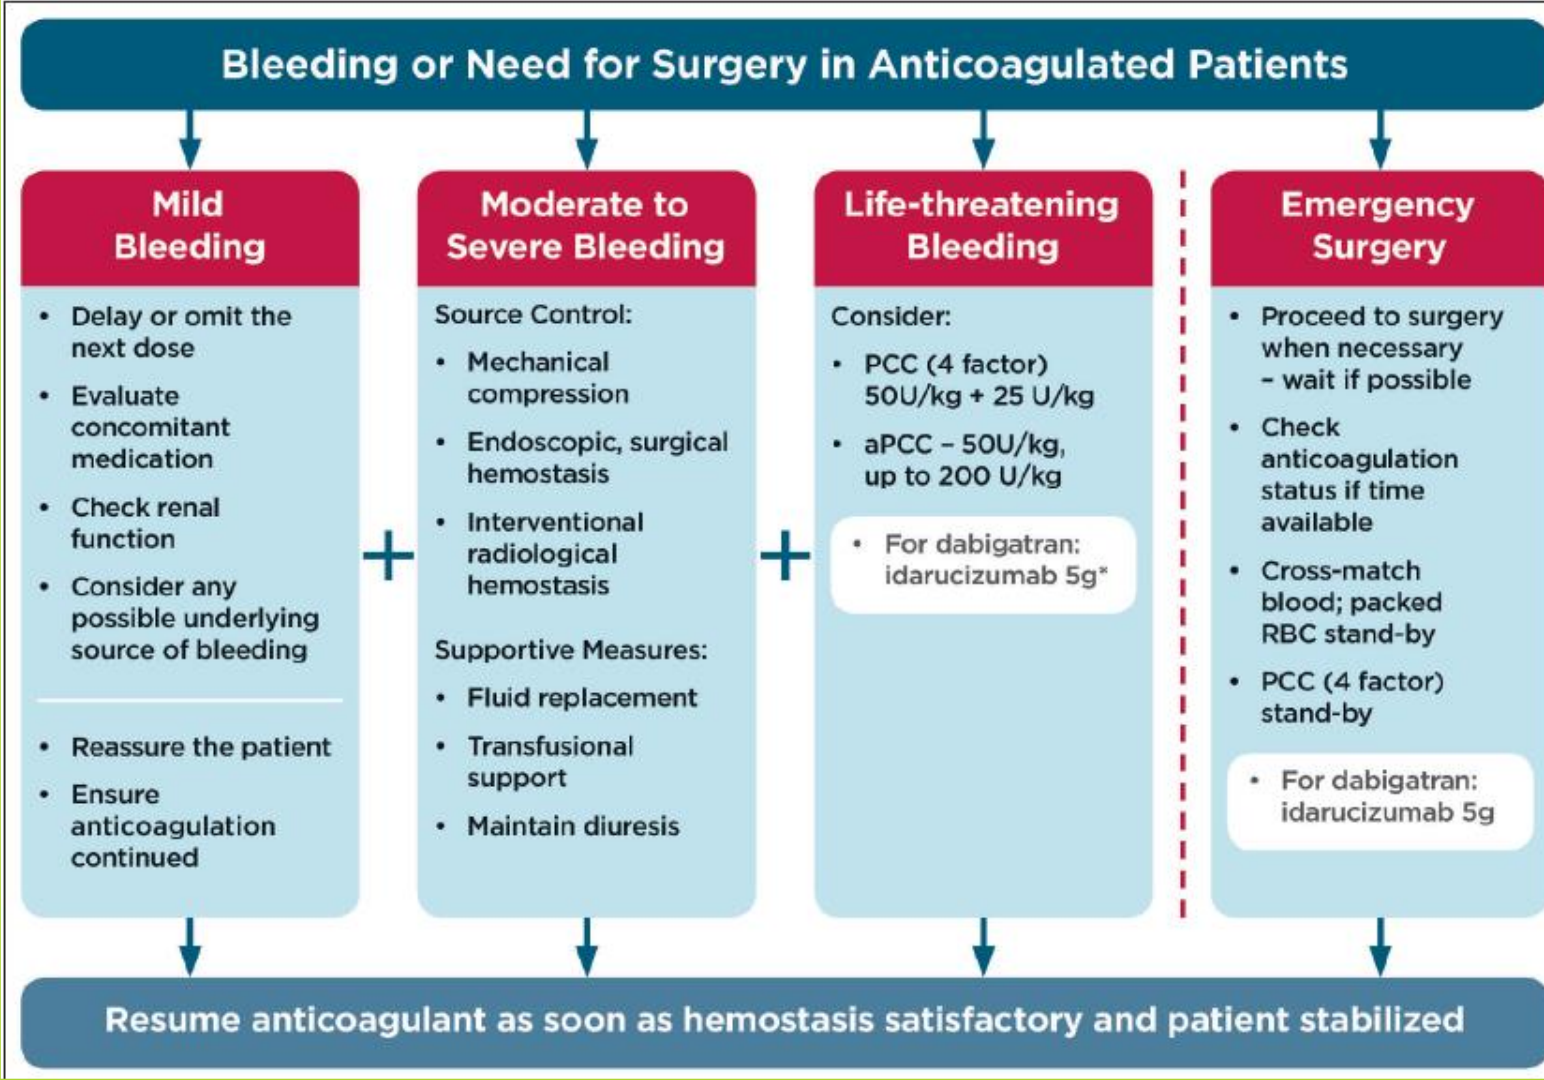 Bleeding or Need for Surgery in Anticoagulated Patients
Mild
Bleeding
• Delay or omit the
next dose
• Evaluate
concomitant
medication
• Check renal
function
• Consider any
possible underlying
source of bleeding
• Reassure the patient
• Ensure
anticoagulation
continued
+
Moderate to
Severe Bleeding
Source Control:
• Mechanical
compression
• Endoscopic, surgical
hemostasis
• Interventional
radiological
hemostasis
Supportive Measures:
• Fluid replacement
• Transfusional
support
• Maintain diuresis
+
Life-threatening
Bleeding
Consider:
• PCC (4 factor)
50U/kg + 25 U/kg
• aPCC – 50U/kg,
up to 200 U/kg
• For dabigatran:
idarucizumab 5g*
Emergency
Surgery
• Proceed to surgery
when necessary
– wait if possible
• Check
anticoagulation
status if time
available
• Cross-match
blood; packed
RBC stand-by
• PCC (4 factor)
stand-by
• For dabigatran:
idarucizumab 5g
Resume anticoagulant as soon as hemostasis satisfactory and patient stabilized